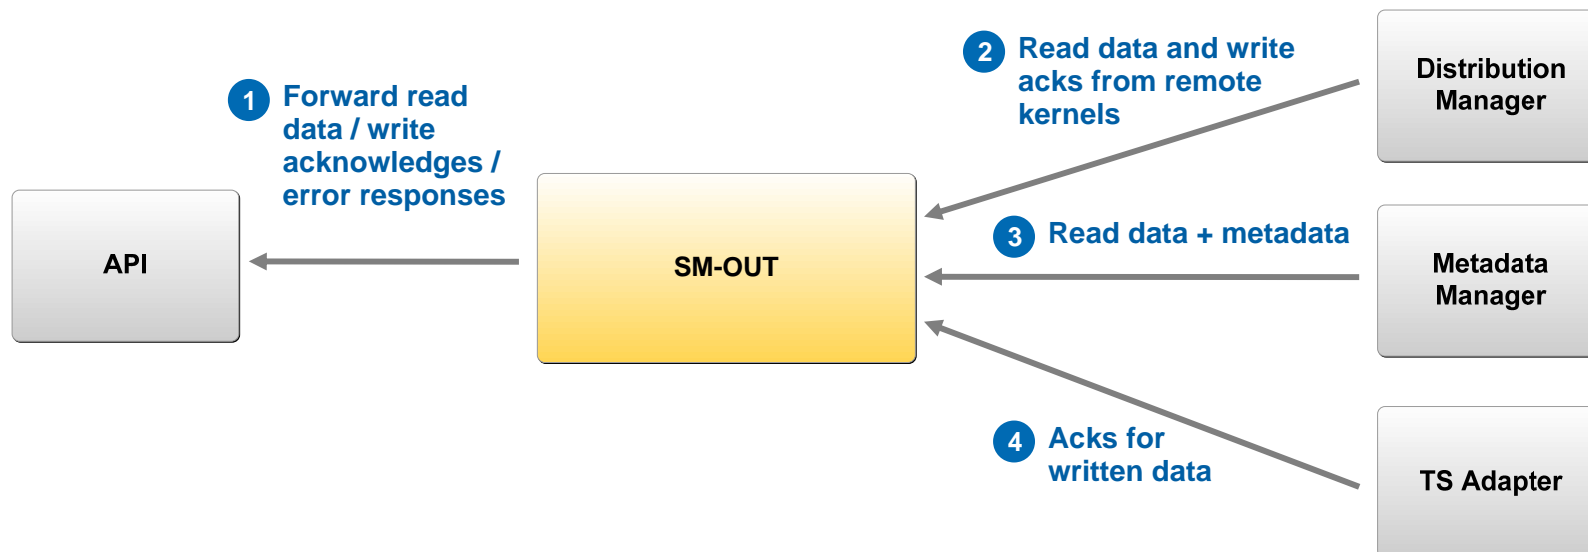 1
Forward read
data / write
acknowledges /
error responses
API
SM-OUT
2
Read data and write
acks from remote
kernels
Distribution
Manager
3
Read data + metadata
Metadata
Manager
4
Acks for
written data
TS Adapter